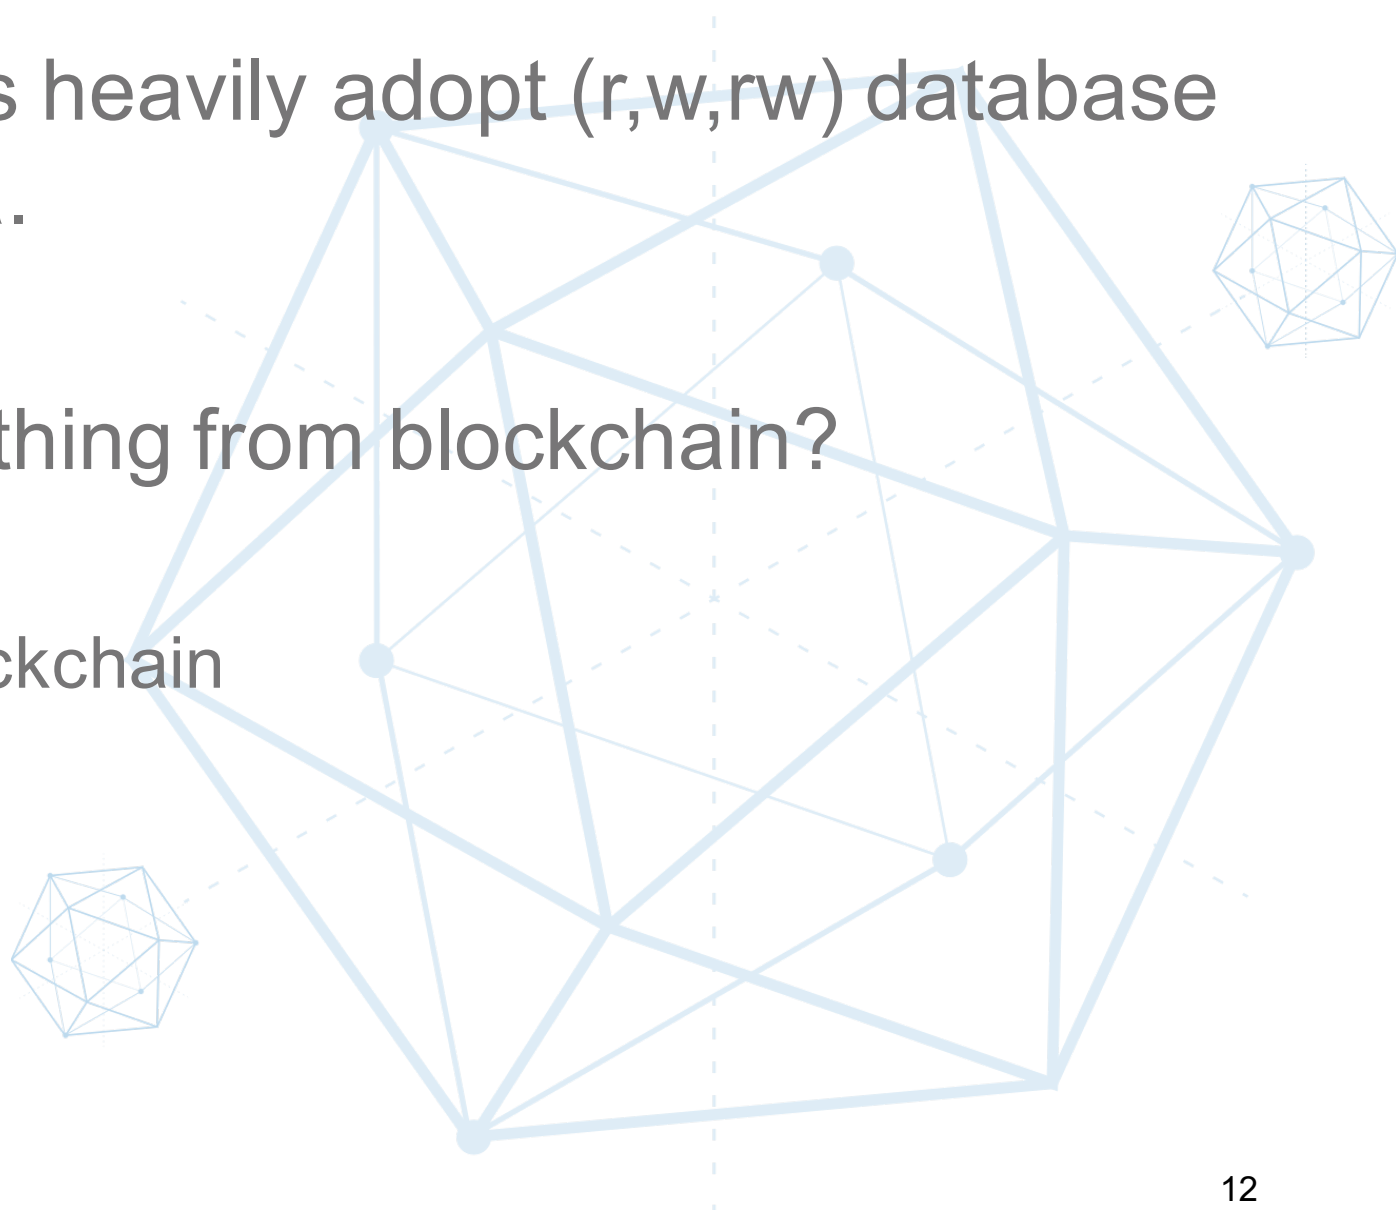 s heavily adopt (r,w,rw) database
.
thing from blockchain?
ckchain
12